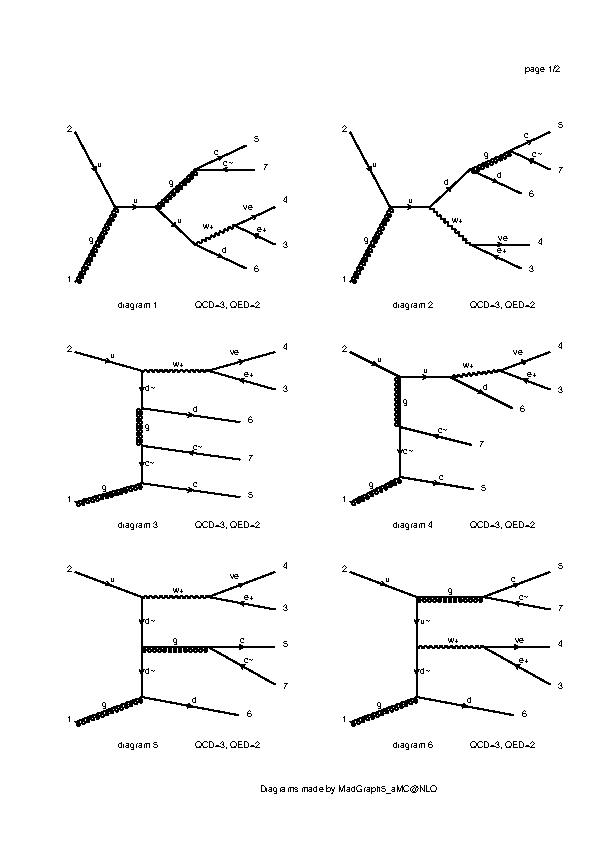 page 1/2
2 u g 1 u g c 5 c~ 7 u w+ ve 4 e+ 3 d 6
diagram 1 QCD=3, QED=2
2 u g 1 u d g c 5 c~ 7 d 6 w+ ve 4 e+ 3
diagram 2 QCD=3, QED=2
2 u w+ ve 4 e+ 3 d~ d 6 g c~ 7 c~ g 1 c 5
diagram 3 QCD=3, QED=2
2 u u w+ ve 4 e+ 3 d 6 g c~ 7 c~ g 1 c 5
diagram 4 QCD=3, QED=2
2 u w+ ve 4 e+ 3 d~ g c 5 c~ 7 d~ g 1 d 6
diagram 5 QCD=3, QED=2
2 u g c 5 c~ 7 u~ w+ ve 4 e+ 3 d~ g 1 d 6
diagram 6 QCD=3, QED=2
Diagrams made by MadGraph5_aMC@NLO